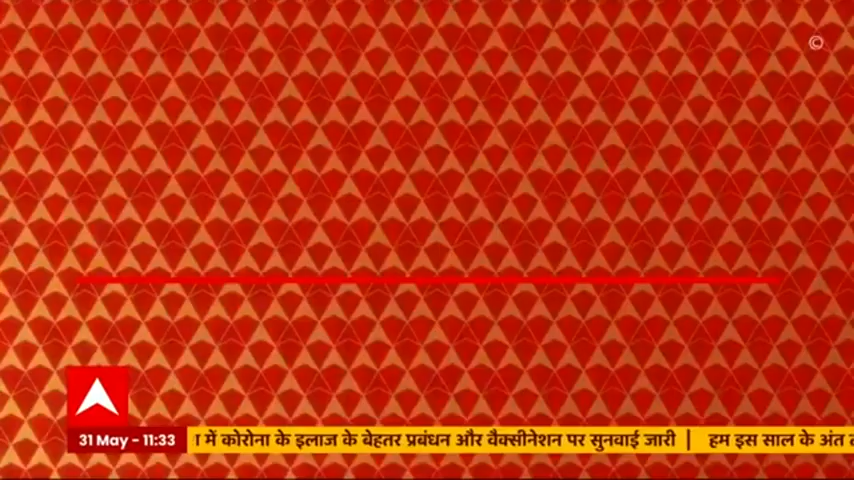 ©
31 May - 11:33
में कोरोना के इलाज के बेहतर प्रबंधन और वैक्सीनेशन पर सुनवाई जारी | हम इस साल के अंत